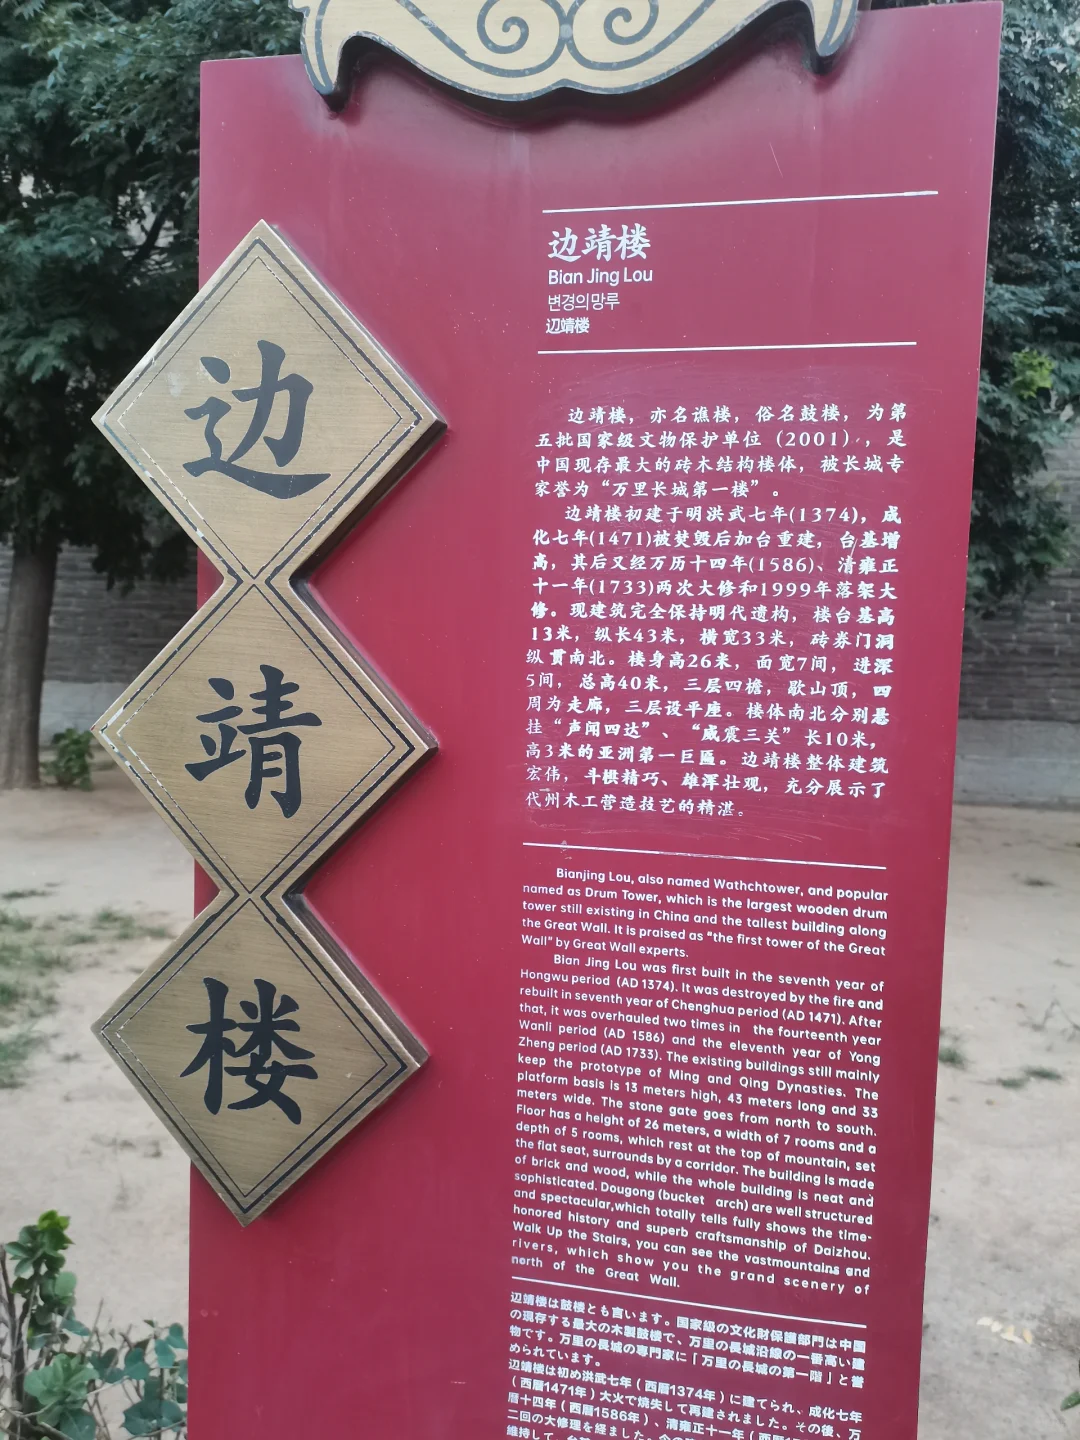 边
靖
楼
边靖楼
Bian Jing Lou
변경의망루
辺靖楼
边靖楼，亦名谯楼，俗名鼓楼，为第
五批国家级文物保护单位（2001），是
中国现存最大的砖木结构楼体，被长城专
家誉为“万里长城第一楼”。
边靖楼初建于明洪武七年(1374)，成
化七年(1471)被焚毁后加台重建，台基增
高，其后又经万历十四年(1586)、清雍正
十一年(1733)两次大修和1999年落架大
修。现建筑完全保持明代遗构，楼台基高
13米，纵长43米，横宽33米，砖券门洞
纵贯南北。楼身高26米，面宽7间，进深
5间，总高40米，三层四檐，歇山顶，四
周为走廊，三层设平座。楼体南北分别悬
挂“声闻四达”、“威震三关”长10米，
高3米的亚洲第一巨匾。边靖楼整体建筑
宏伟，斗栱精巧、雄浑壮观，充分展示了
代州木工营造技艺的精湛。
Bianjing Lou, also named Wathchtower, and popular
named as Drum Tower, which is the largest wooden drum
tower still existing in China and the tallest building along
the Great Wall. It is praised as “the first tower of the Great
Wall” by Great Wall experts.
Bian Jing Lou was first built in the seventh year of
Hongwu period (AD 1374). It was destroyed by the fire and
rebuilt in seventh year of Chenghua period (AD 1471). After
that, it was overhauled two times in the fourteenth year
Wanli period (AD 1586) and the eleventh year of Yong
Zheng period (AD 1733). The existing buildings still mainly
keep the prototype of Ming and Qing Dynasties. The
platform basis is 13 meters high, 43 meters long and 33
meters wide. The stone gate goes from north to south.
Floor has a height of 26 meters, a width of 7 rooms and a
depth of 5 rooms, which rest at the top of mountain, set
the flat seat, surrounds by a corridor. The building is made
of brick and wood, while the whole building is neat and
sophisticated. Dougong (bucket arch) are well structured
and spectacular,which totally tells fully shows the time-
honored history and superb craftsmanship of Daizhou.
Walk Up the Stairs, you can see the vastmountains and
rivers, which show you the grand scenery of
north of the Great Wall.
辺靖楼は鼓楼とも言います。国家級の文化財保護部門は中国
の現存する最大の木製鼓楼で、万里の長城沿線の一番高い建
物です。万里の長城の専門家に「万里の長城の第一階」と誉
められています。
辺靖楼は初め洪武七年（西暦1374年）に建てられ、成化七年
（西暦1471年）大火で焼失して再建されました。その後、万
暦十四年（西暦1586年）、清雍正十一年（西暦
二回の大修理を経ました。
維持して、